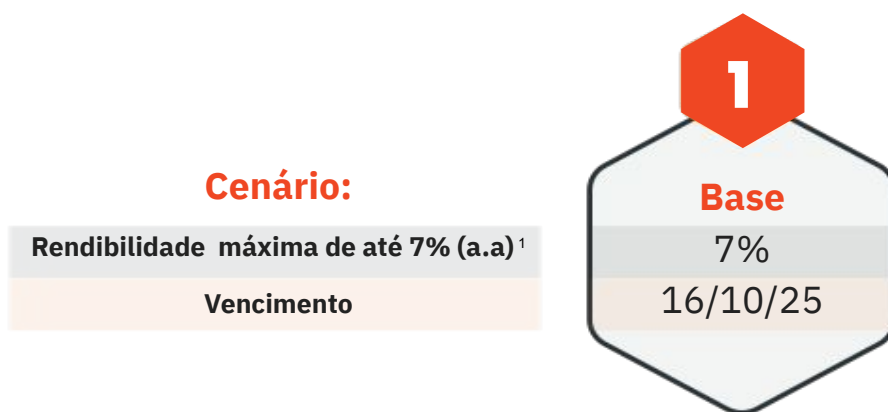 1
Cenário:
Base
Rendibilidade máxima de até 7% (a.a) ¹
7%
Vencimento
16/10/25